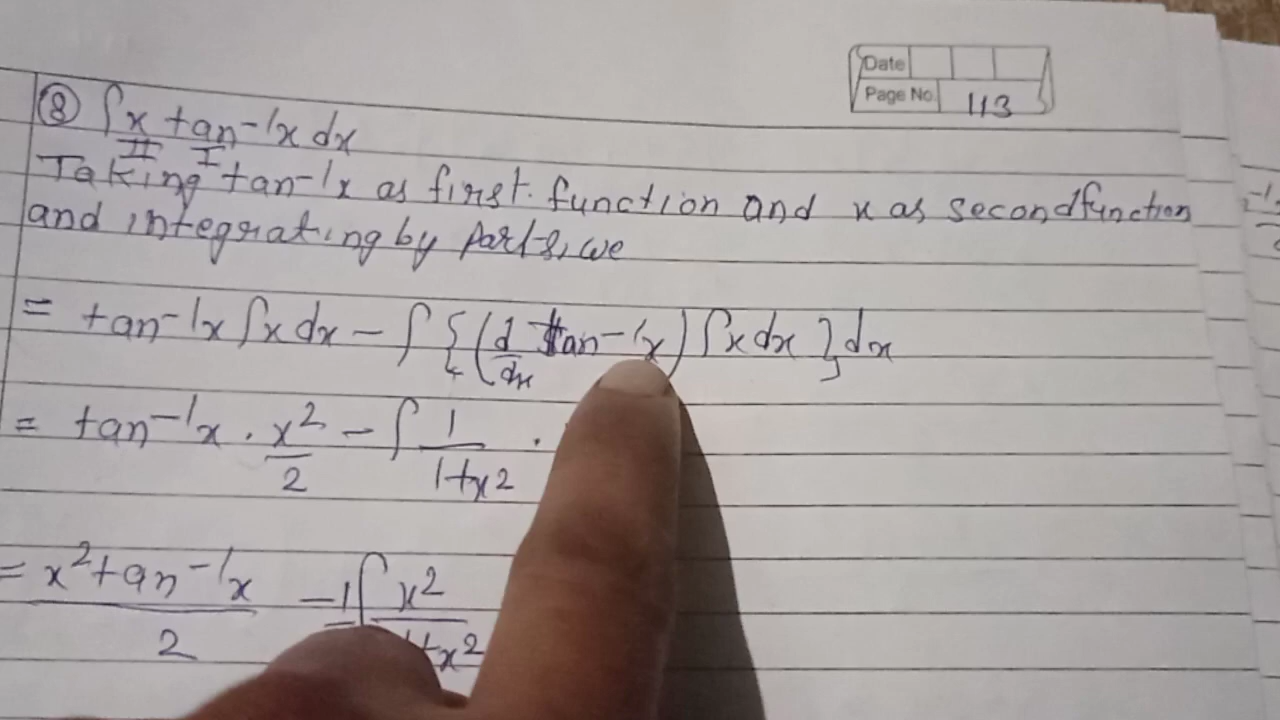 Date
Page No. 113
⑧ ∫x tan-1x dx
II I
Taking tan-1x as first. function and x as second function
and integrating by parts, we
= tan-1x ∫x dx - ∫ { (d/dx tan-1x) ∫x dx } dx
= tan-1x . x2/2 - ∫ 1/1+x2 .
= x2 tan-1x/2 - 1 ∫ x2/1+x2